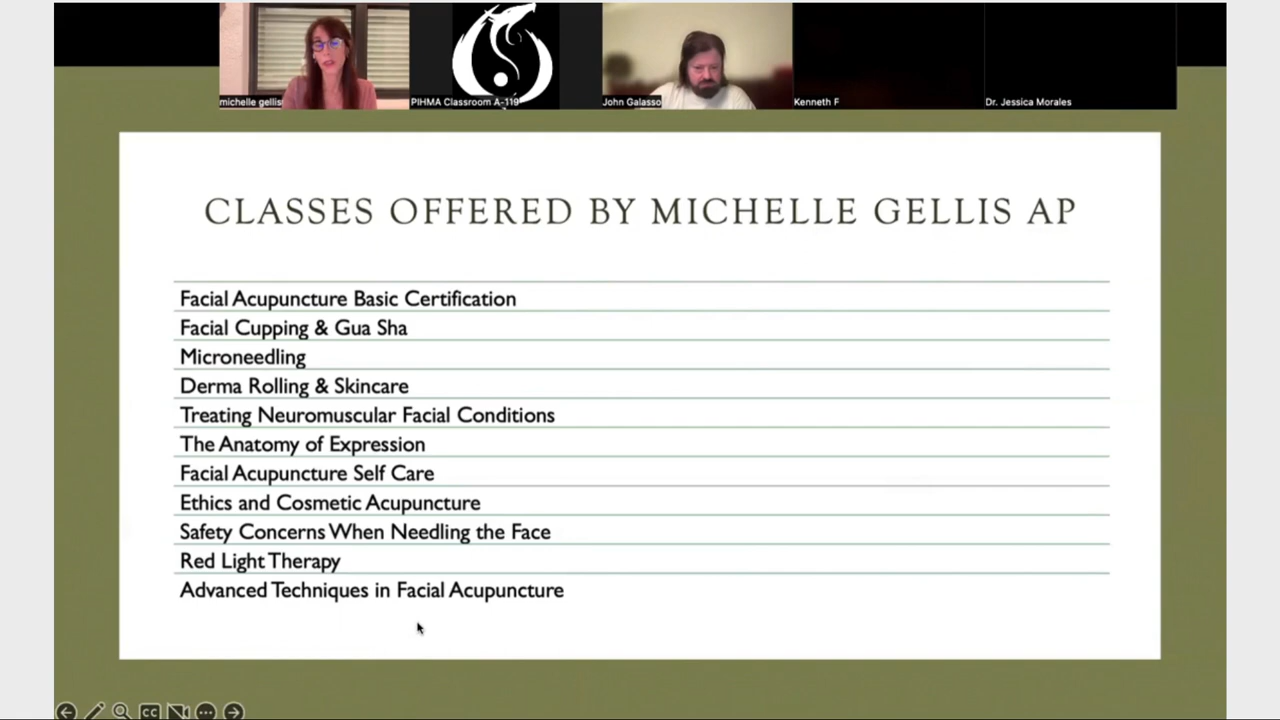 michelle gellis
PIHMA Classroom A-119
John Galasso
Kenneth F
Dr. Jessica Morales
CLASSES OFFERED BY MICHELLE GELLIS AP
Facial Acupuncture Basic Certification
Facial Cupping & Gua Sha
Microneedling
Derma Rolling & Skincare
Treating Neuromuscular Facial Conditions
The Anatomy of Expression
Facial Acupuncture Self Care
Ethics and Cosmetic Acupuncture
Safety Concerns When Needling the Face
Red Light Therapy
Advanced Techniques in Facial Acupuncture
CC